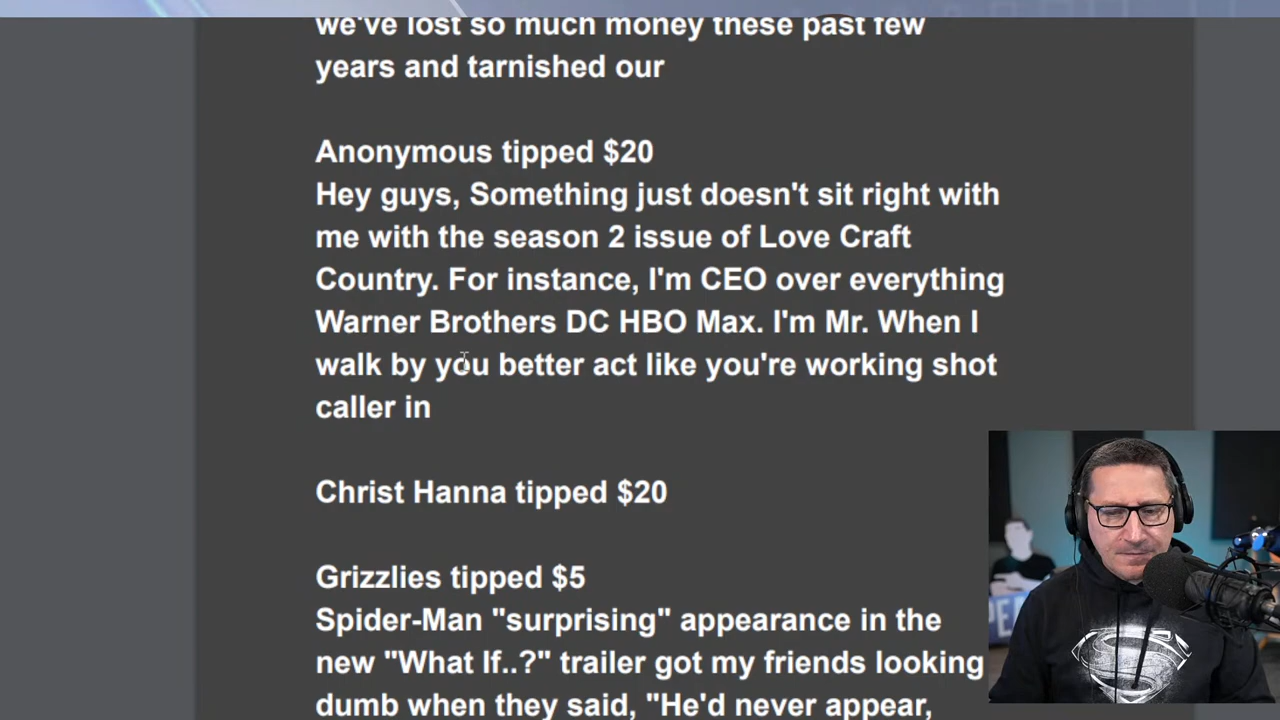 we've lost so much money these past few
years and tarnished our
Anonymous tipped $20
Hey guys, Something just doesn't sit right with
me with the season 2 issue of Love Craft
Country. For instance, I'm CEO over everything
Warner Brothers DC HBO Max. I'm Mr. When I
walk by you better act like you're working shot
caller in
Christ Hanna tipped $20
Grizzlies tipped $5
Spider-Man "surprising" appearance in the
new "What If..?" trailer got my friends looking
dumb when they said, "He'd never appear,